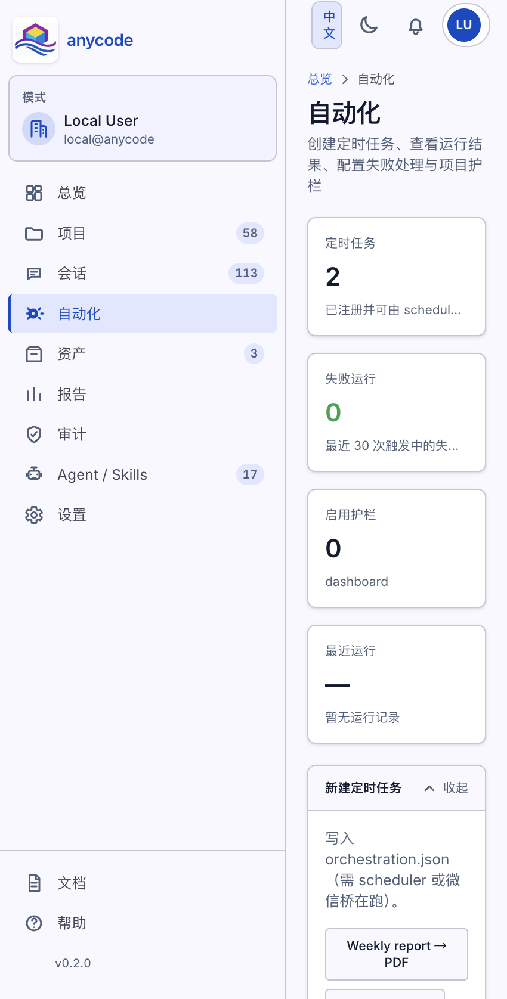 anycode
模式
Local User
local@anycode
总览
项目 58
会话 113
自动化
资产 3
报告
审计
Agent / Skills 17
设置
文档
帮助
v0.2.0
中
文
LU
总览 > 自动化
自动化
创建定时任务、查看运行结
果、配置失败处理与项目护
栏
定时任务
2
已注册并可由 schedul...
失败运行
0
最近 30 次触发中的失...
启用护栏
0
dashboard
最近运行
—
暂无运行记录
新建定时任务 收起
写入
orchestration.json
（需 scheduler 或微
信桥在跑）。
Weekly report →
PDF